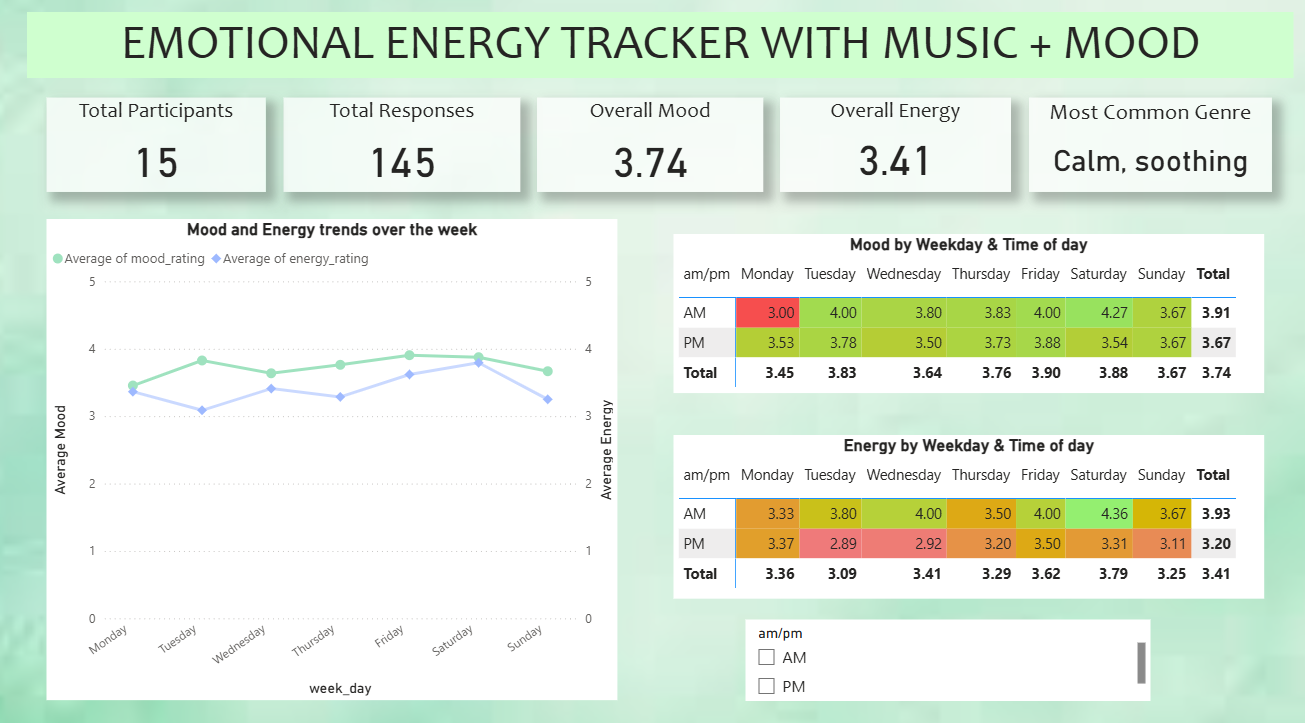 EMOTIONAL ENERGY TRACKER WITH MUSIC + MOOD
Total Participants
15
Total Responses
145
Overall Mood
3.74
Overall Energy
3.41
Most Common Genre
Calm, soothing
Mood and Energy trends over the week
Average of mood_rating Average of energy_rating
5 5
4 4
3 3
2 2
1 1
0 0
Average Mood
Average Energy
Monday Tuesday Wednesday Thursday Friday Saturday Sunday
week_day
Mood by Weekday & Time of day
am/pm Monday Tuesday Wednesday Thursday Friday Saturday Sunday Total
AM 3.00 4.00 3.80 3.83 4.00 4.27 3.67 3.91
PM 3.53 3.78 3.50 3.73 3.88 3.54 3.67 3.67
Total 3.45 3.83 3.64 3.76 3.90 3.88 3.67 3.74
Energy by Weekday & Time of day
am/pm Monday Tuesday Wednesday Thursday Friday Saturday Sunday Total
AM 3.33 3.80 4.00 3.50 4.00 4.36 3.67 3.93
PM 3.37 2.89 2.92 3.20 3.50 3.31 3.11 3.20
Total 3.36 3.09 3.41 3.29 3.62 3.79 3.25 3.41
am/pm
AM
PM